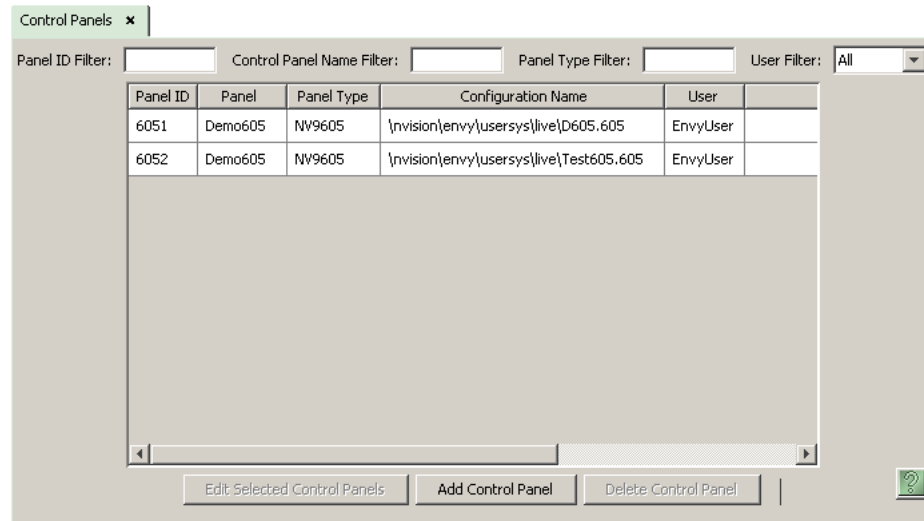 Control Panels ×
Panel ID Filter: Control Panel Name Filter: Panel Type Filter: User Filter: All
Panel ID Panel Panel Type Configuration Name User
6051 Demo605 NV9605 \nvision\envy\usersys\live\D605.605 EnvyUser
6052 Demo605 NV9605 \nvision\envy\usersys\live\Test605.605 EnvyUser
Edit Selected Control Panels Add Control Panel Delete Control Panel ?